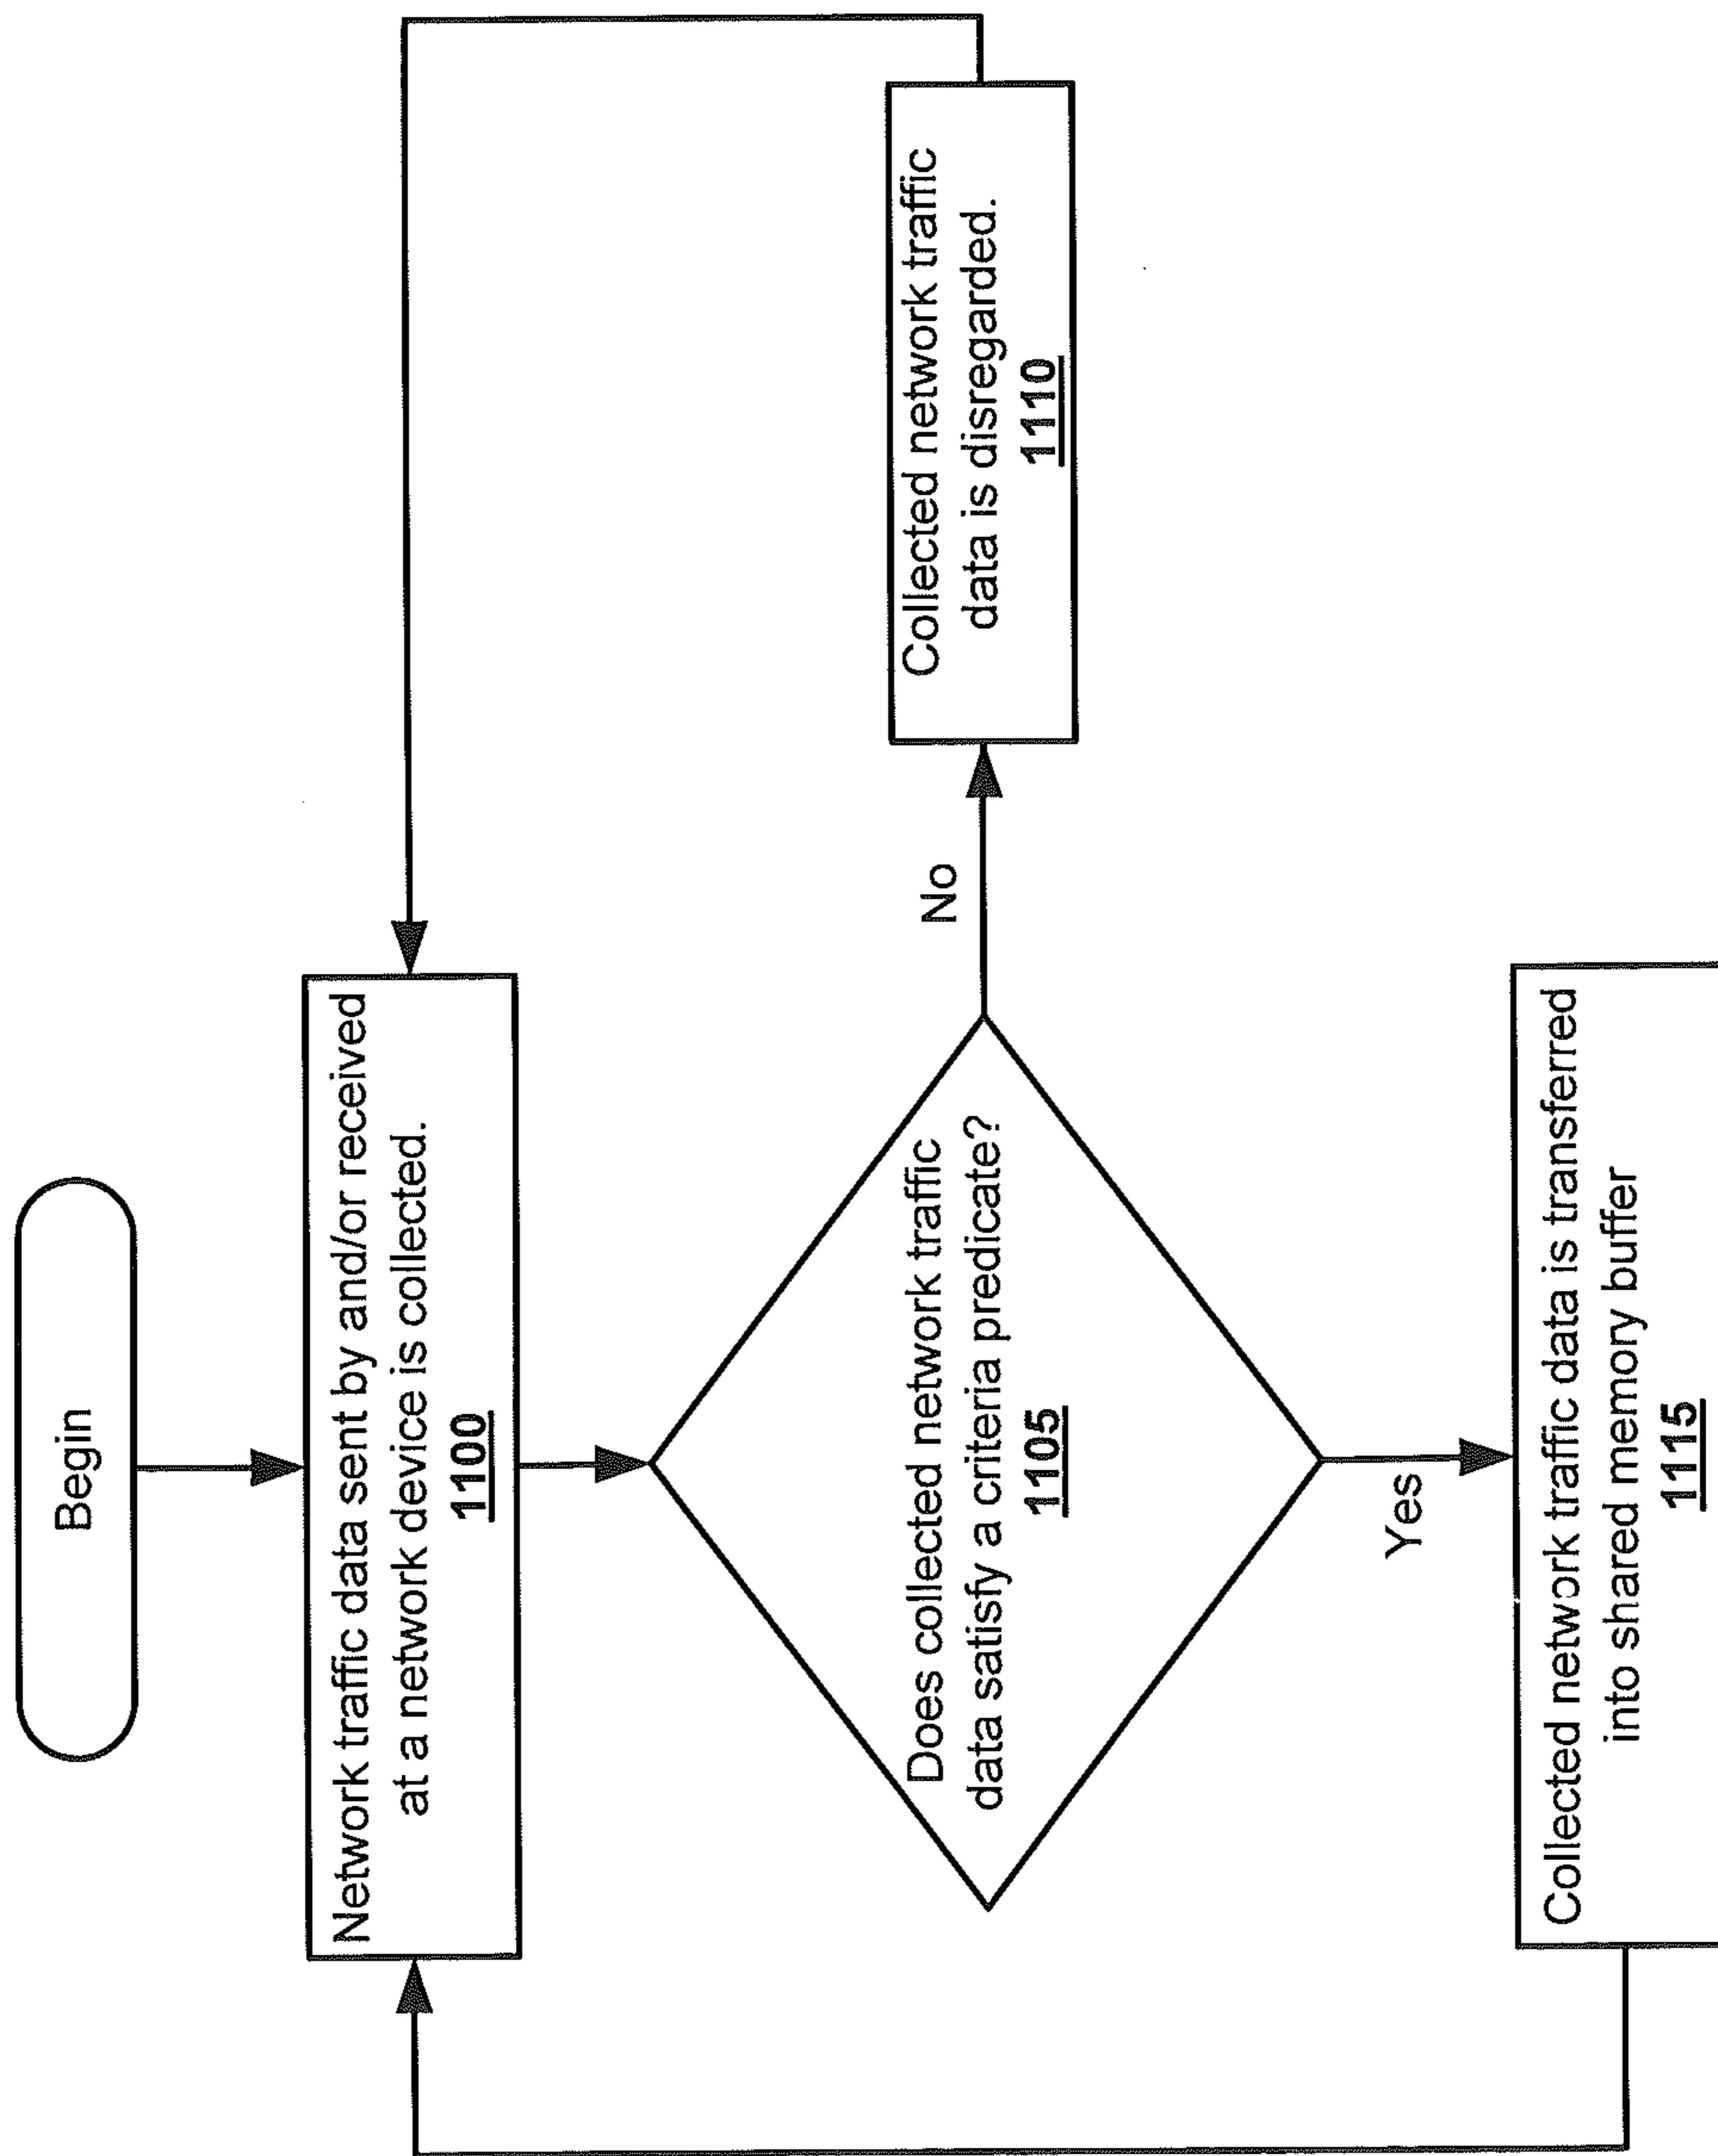 Begin
Network traffic data sent by and/or received
at a network device is collected.
1100
Does collected network traffic
data satisfy a criteria predicate?
1105
No
Collected network traffic
data is disregarded.
1110
Yes
Collected network traffic data is transferred
into shared memory buffer
1115